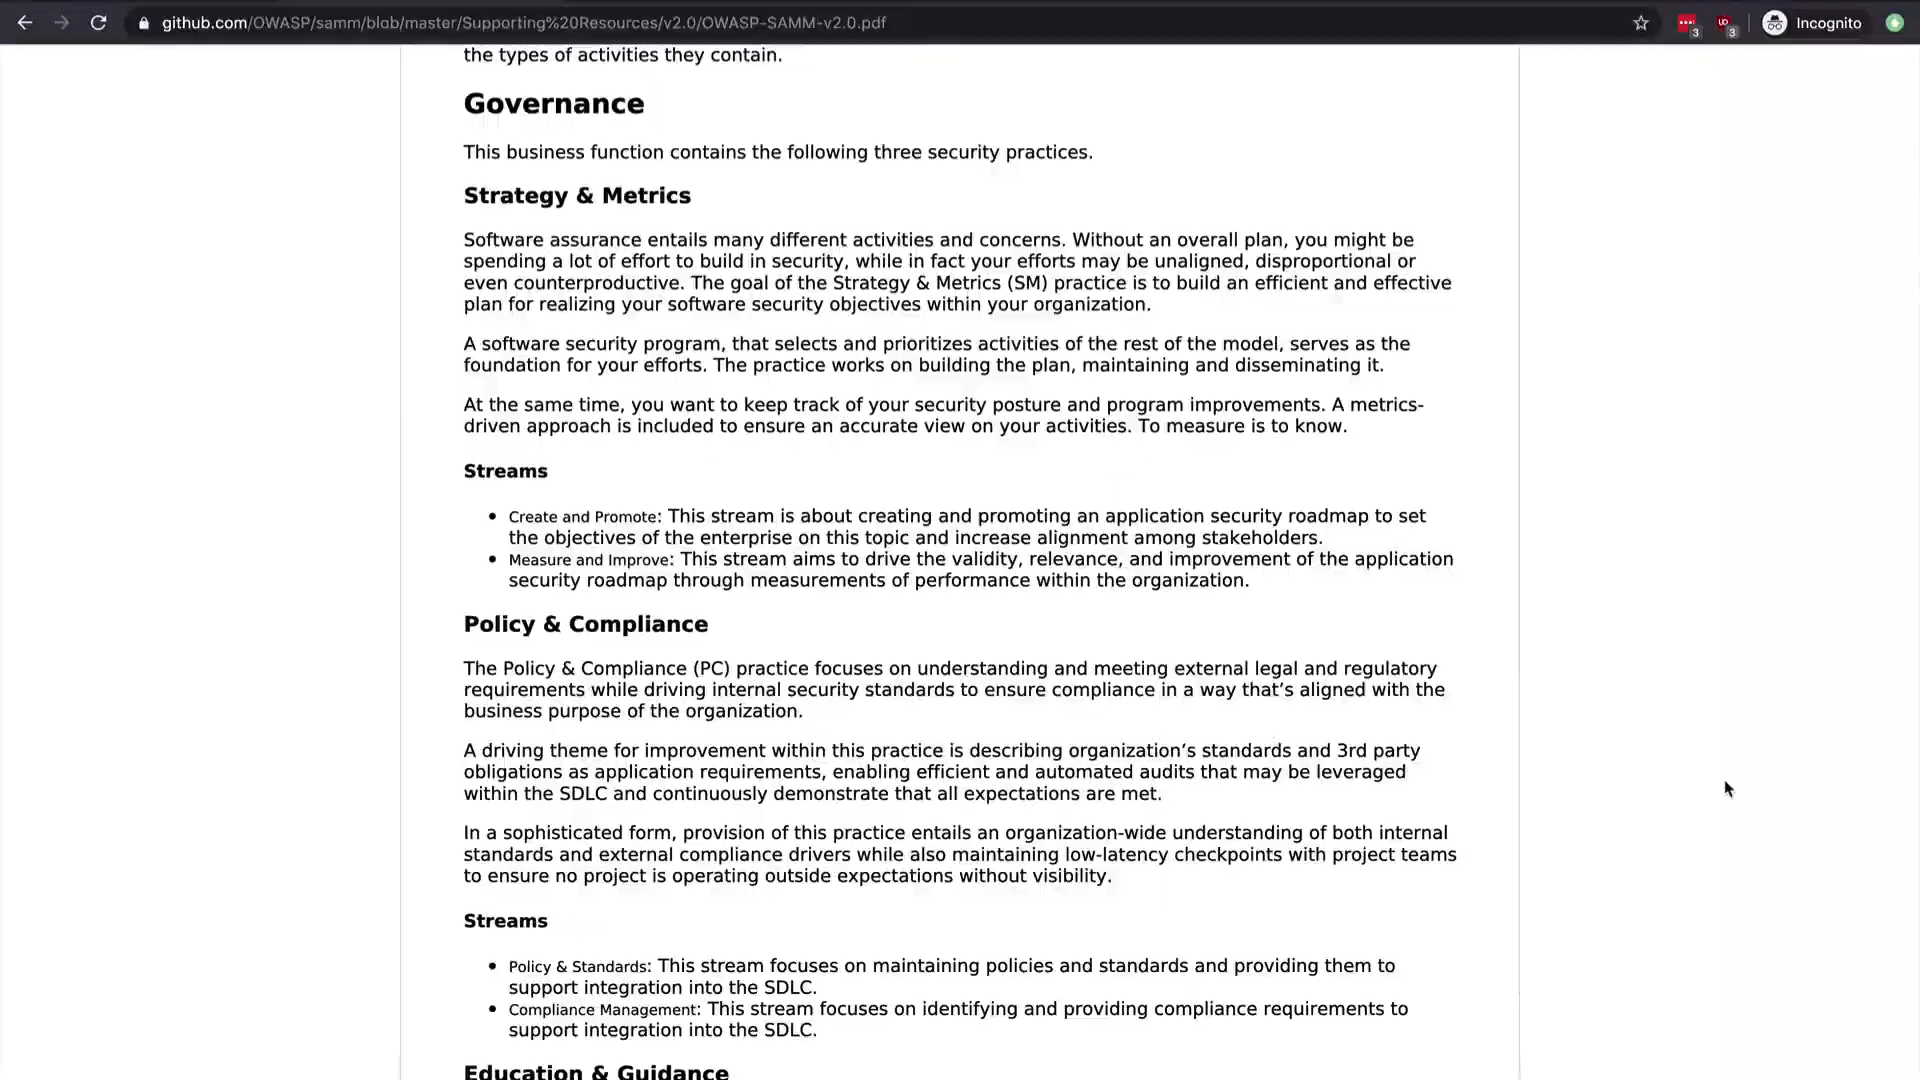 github.com/OWASP/samm/blob/master/Supporting%20Resources/v2.0/OWASP-SAMM-v2.0.pdf
3
3
Incognito
the types of activities they contain.
Governance
This business function contains the following three security practices.
Strategy & Metrics
Software assurance entails many different activities and concerns. Without an overall plan, you might be
spending a lot of effort to build in security, while in fact your efforts may be unaligned, disproportional or
even counterproductive. The goal of the Strategy & Metrics (SM) practice is to build an efficient and effective
plan for realizing your software security objectives within your organization.
A software security program, that selects and prioritizes activities of the rest of the model, serves as the
foundation for your efforts. The practice works on building the plan, maintaining and disseminating it.
At the same time, you want to keep track of your security posture and program improvements. A metrics-
driven approach is included to ensure an accurate view on your activities. To measure is to know.
Streams
• Create and Promote: This stream is about creating and promoting an application security roadmap to set
the objectives of the enterprise on this topic and increase alignment among stakeholders.
• Measure and Improve: This stream aims to drive the validity, relevance, and improvement of the application
security roadmap through measurements of performance within the organization.
Policy & Compliance
The Policy & Compliance (PC) practice focuses on understanding and meeting external legal and regulatory
requirements while driving internal security standards to ensure compliance in a way that’s aligned with the
business purpose of the organization.
A driving theme for improvement within this practice is describing organization’s standards and 3rd party
obligations as application requirements, enabling efficient and automated audits that may be leveraged
within the SDLC and continuously demonstrate that all expectations are met.
In a sophisticated form, provision of this practice entails an organization-wide understanding of both internal
standards and external compliance drivers while also maintaining low-latency checkpoints with project teams
to ensure no project is operating outside expectations without visibility.
Streams
• Policy & Standards: This stream focuses on maintaining policies and standards and providing them to
support integration into the SDLC.
• Compliance Management: This stream focuses on identifying and providing compliance requirements to
support integration into the SDLC.
Education & Guidance